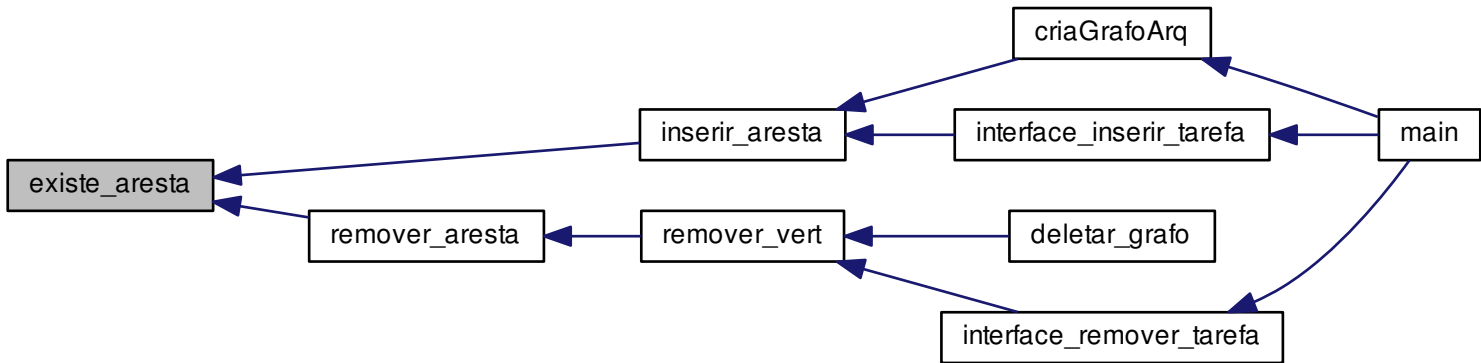 criaGrafoArq
inserir_aresta
interface_inserir_tarefa
main
existe_aresta
remover_aresta
remover_vert
deletar_grafo
interface_remover_tarefa